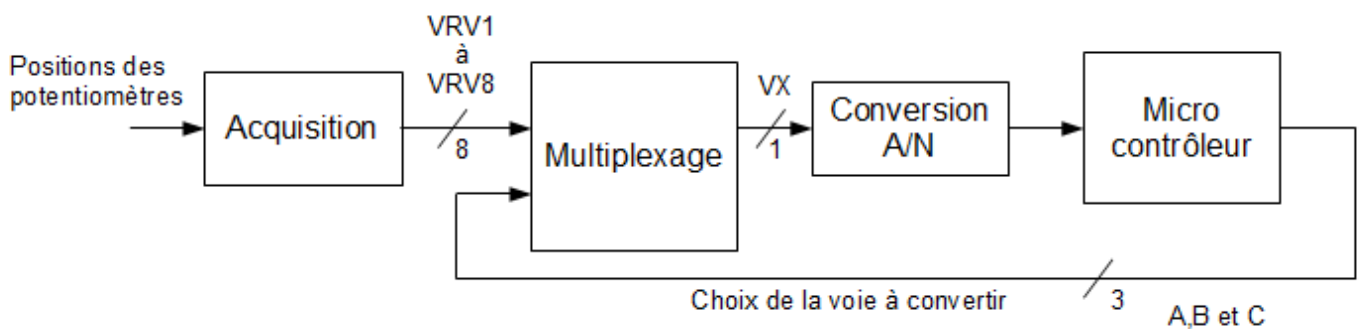 Positions des
potentiomètres
Acquisition
VRV1
à
VRV8
8
Multiplexage
VX
1
Conversion
A/N
Micro
contrôleur
Choix de la voie à convertir
3
A,B et C